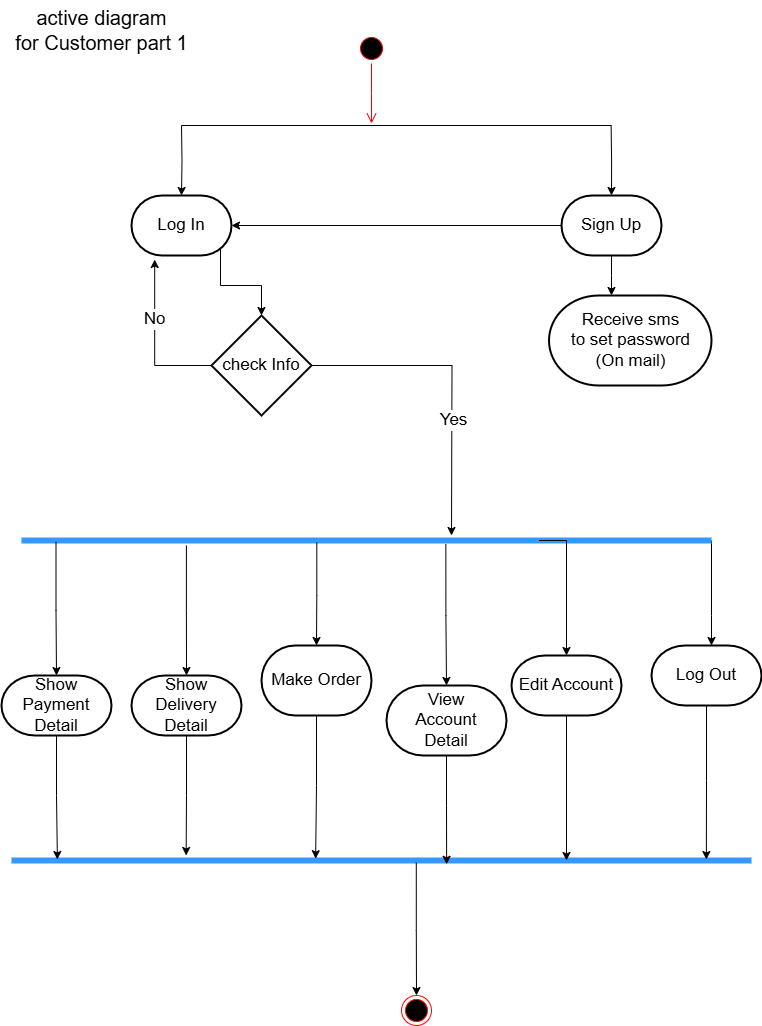 active diagram
for Customer part 1
Log In
Sign Up
No
Receive sms
to set password
(On mail)
check Info
Yes
Show
Payment
Detail
Show
Delivery
Detail
Make Order
View
Account
Detail
Edit Account
Log Out